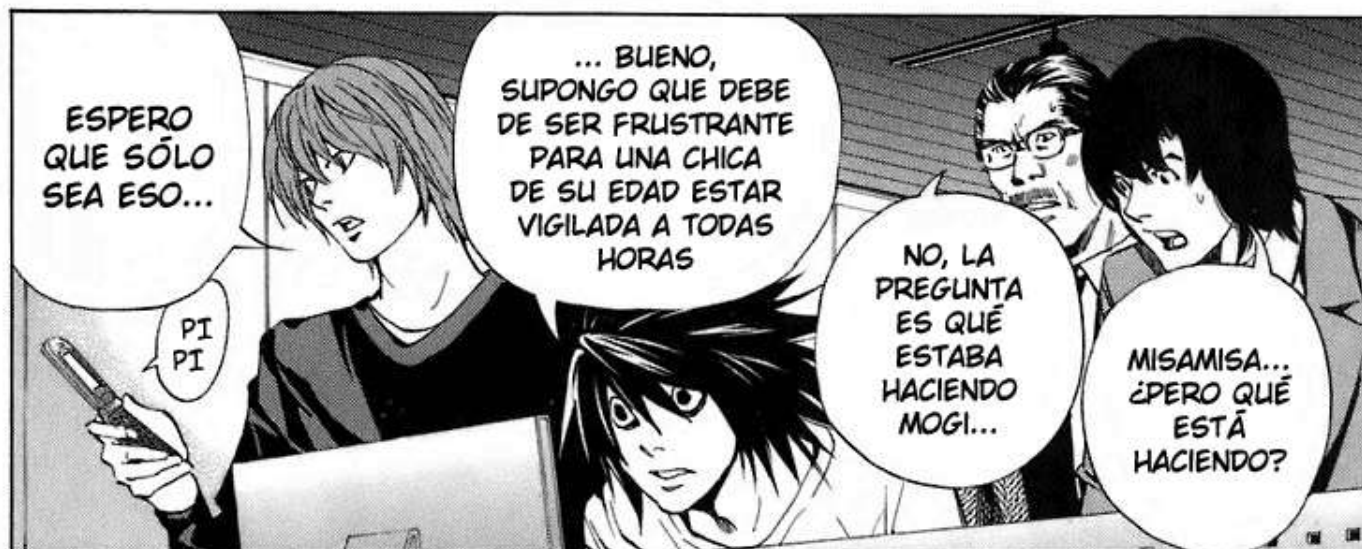 MISAMISA...
¿PERO QUÉ
ESTÁ
HACIENDO?
NO, LA
PREGUNTA
ES QUÉ
ESTABA
HACIENDO
MOGI...
... BUENO,
SUPONGO QUE DEBE
DE SER FRUSTRANTE
PARA UNA CHICA
DE SU EDAD ESTAR
VIGILADA A TODAS
HORAS
ESPERO
QUE SÓLO
SEA ESO...
PI
PI